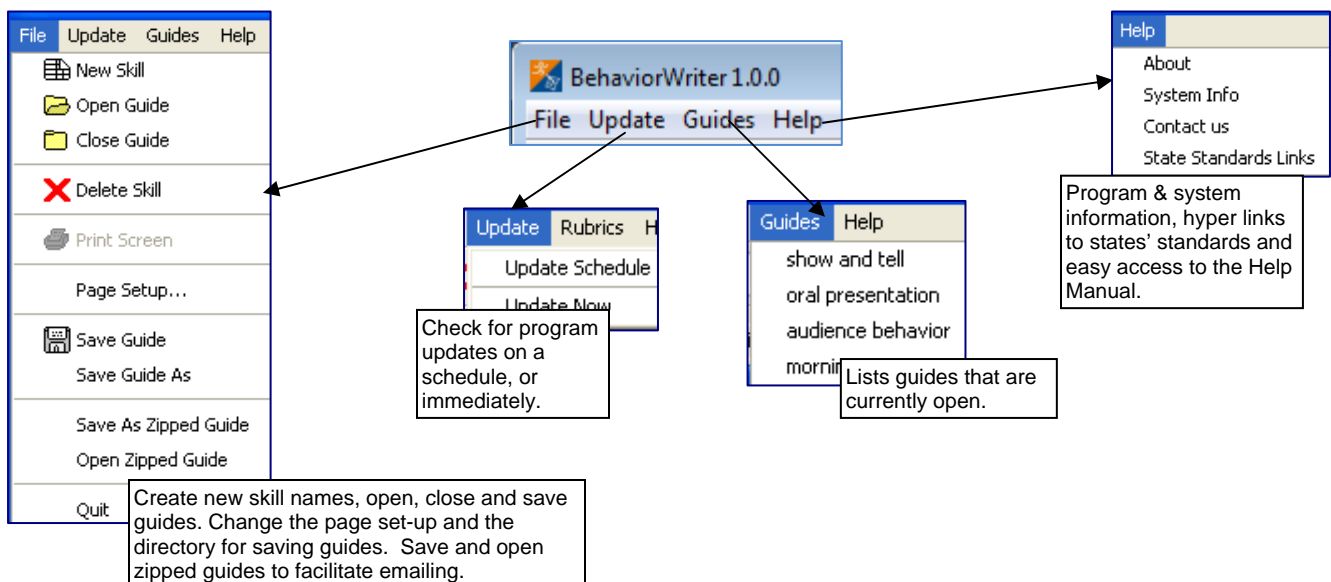 File Update Guides Help
New Skill
Open Guide
Close Guide
Delete Skill
Print Screen
Page Setup...
Save Guide
Save Guide As
Save As Zipped Guide
Open Zipped Guide
Quit
Create new skill names, open, close and save
guides. Change the page set-up and the
directory for saving guides. Save and open
zipped guides to facilitate emailing.
BehaviorWriter 1.0.0
File Update Guides Help
Update Rubrics H
Update Schedule
Update Now
Check for program
updates on a
schedule, or
immediately.
Guides Help
show and tell
oral presentation
audience behavior
mornin
Lists guides that are
currently open.
Help
About
System Info
Contact us
State Standards Links
Program & system
information, hyper links
to states’ standards and
easy access to the Help
Manual.